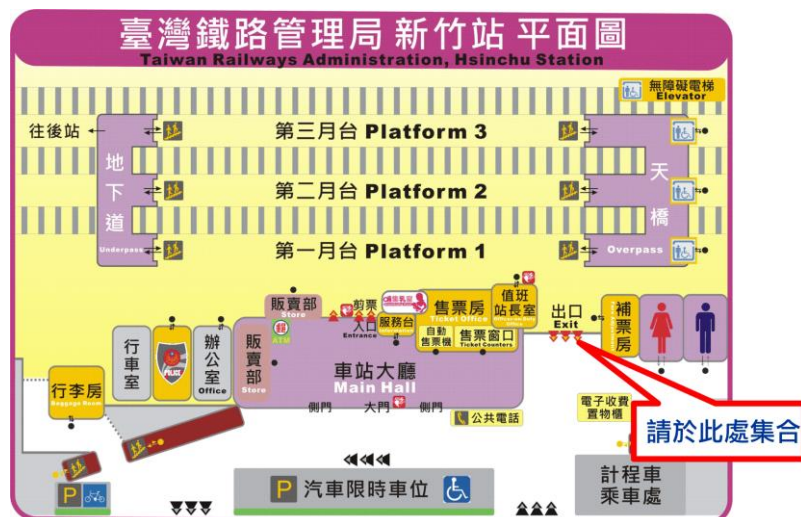 臺灣鐵路管理局 新竹站 平面圖
Taiwan Railways Administration, Hsinchu Station
無障礙電梯
Elevator
往後站
第三月台 Platform 3
地下道
天橋
第二月台 Platform 2
第一月台 Platform 1
Underpass
Overpass
販賣部
Store
剪票
入口
Entrance
服務台
售票房
Ticket Office
自動
售票機
售票窗口
Ticket Counters
值班
站長室
出口
Exit
補票房
行車室
POLICE
辦公室
Office
販賣部
Store
ATM
車站大廳
Main Hall
行李房
Baggage Room
側門
大門
側門
公共電話
電子收費
置物櫃
請於此處集合
P
P 汽車限時車位
計程車
乘車處